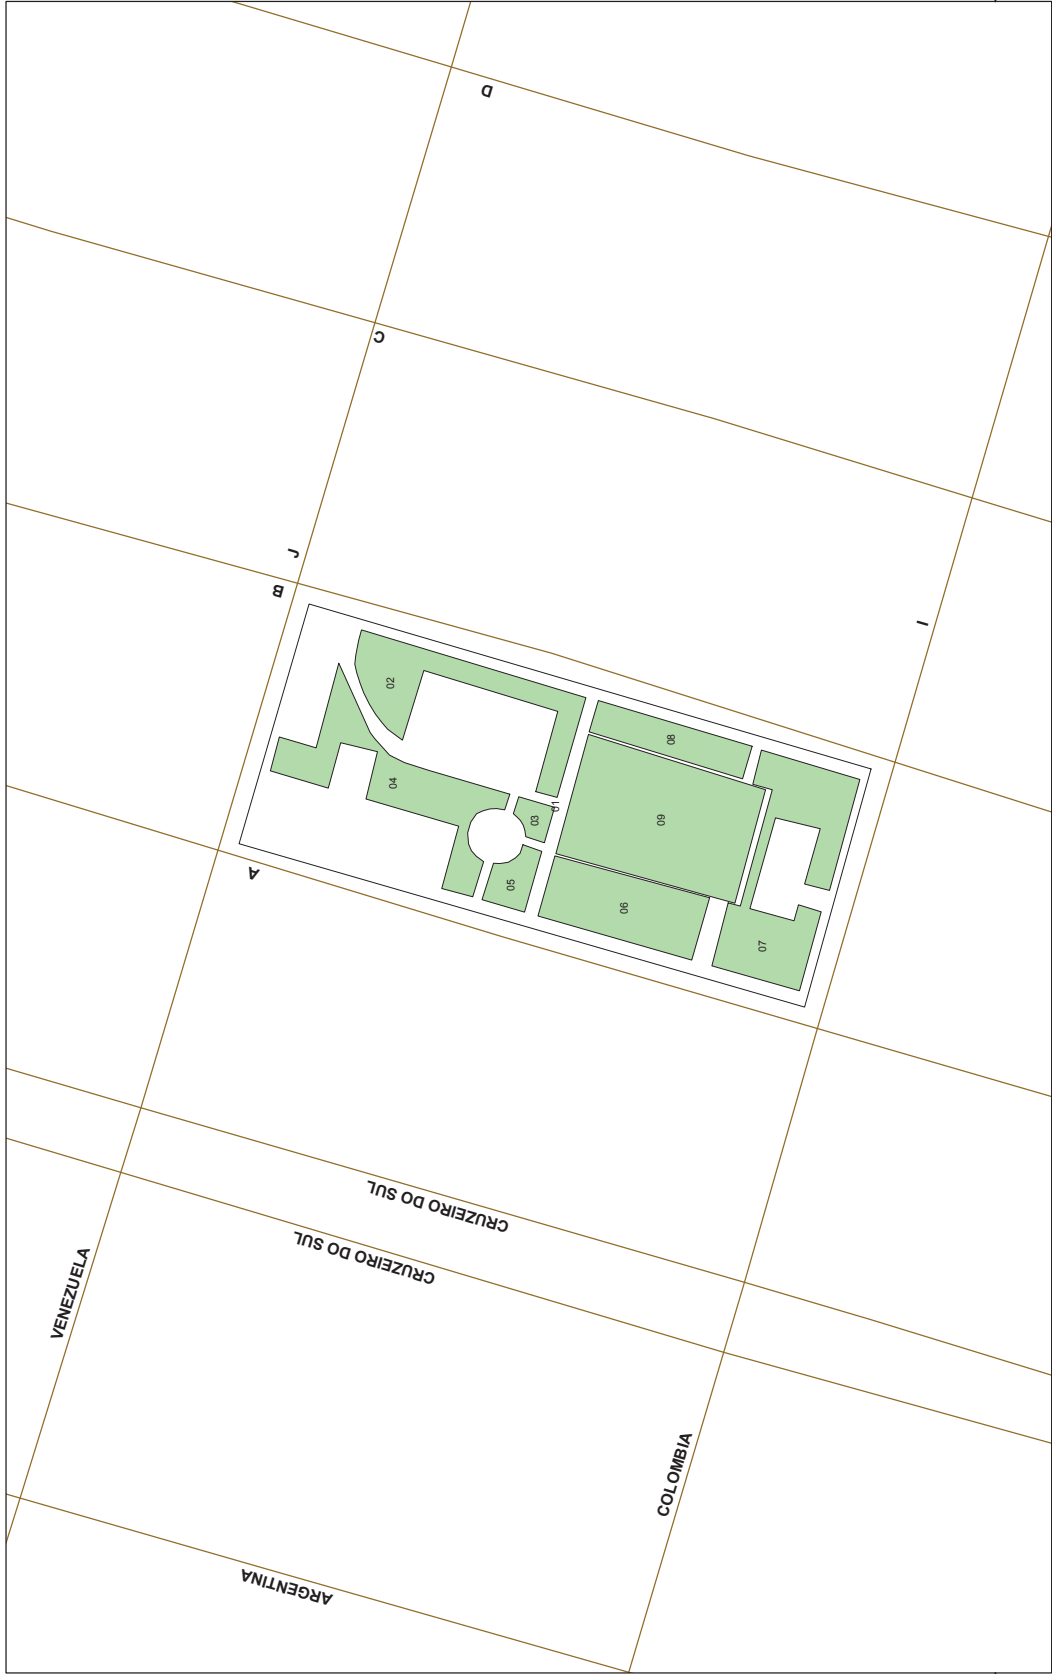 D
C
J
B
I
02
08
04
01
03
09
05
06
07
A
CRUZEIRO DO SUL
CRUZEIRO DO SUL
VENEZUELA
COLOMBIA
ARGENTINA